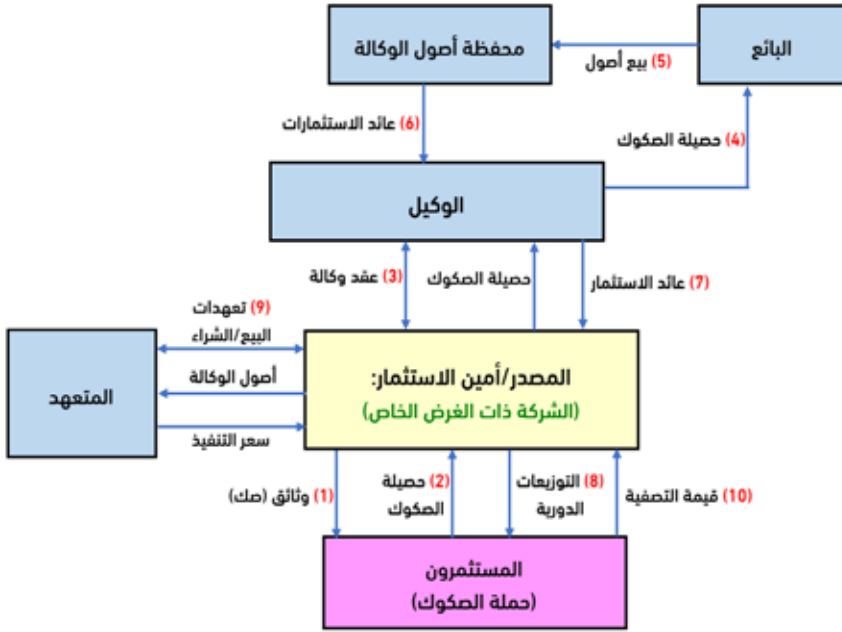 محفظة أصول الوكالة
البائع
(5) بيع أصول
(6) عائد الاستثمارات
(4) حصيلة الصكوك
الوكيل
(3) عقد وكالة
حصيلة الصكوك
(7) عائد الاستثمار
(9) تعهدات
البيع/الشراء
أصول الوكالة
سعر التنفيذ
المتعهد
المصدر/أمين الاستثمار:
(الشركة ذات الغرض الخاص)
(1) وثائق (صك)
(2) حصيلة
الصكوك
(8) التوزيعات
الدورية
(10) قيمة التصفية
المستثمرون
(حملة الصكوك)